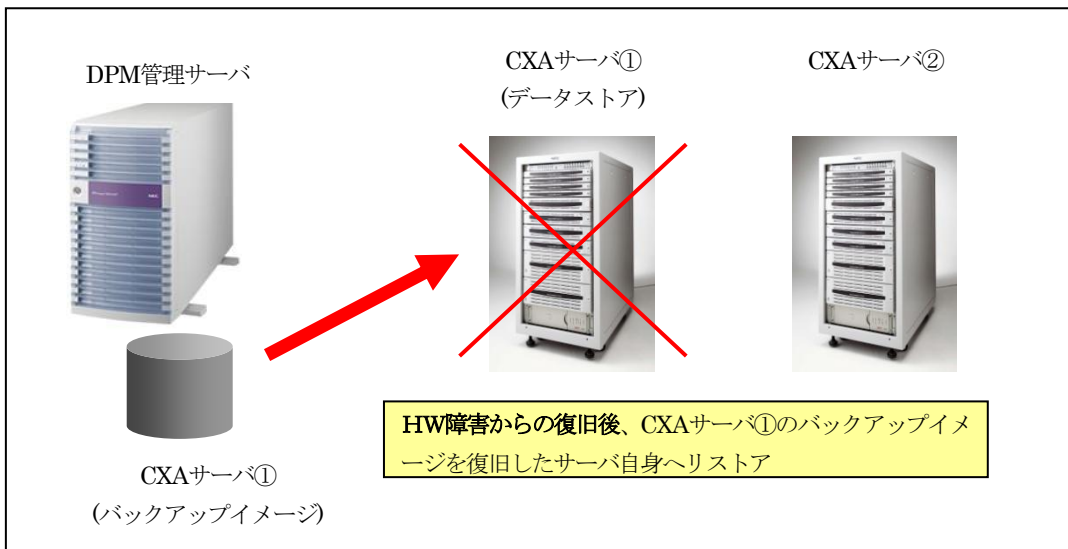 DPM管理サーバ
CXAサーバ①
(データストア)
CXAサーバ②
HW障害からの復旧後、CXAサーバ①のバックアップイメ
ージを復旧したサーバ自身へリストア
CXAサーバ①
(バックアップイメージ)